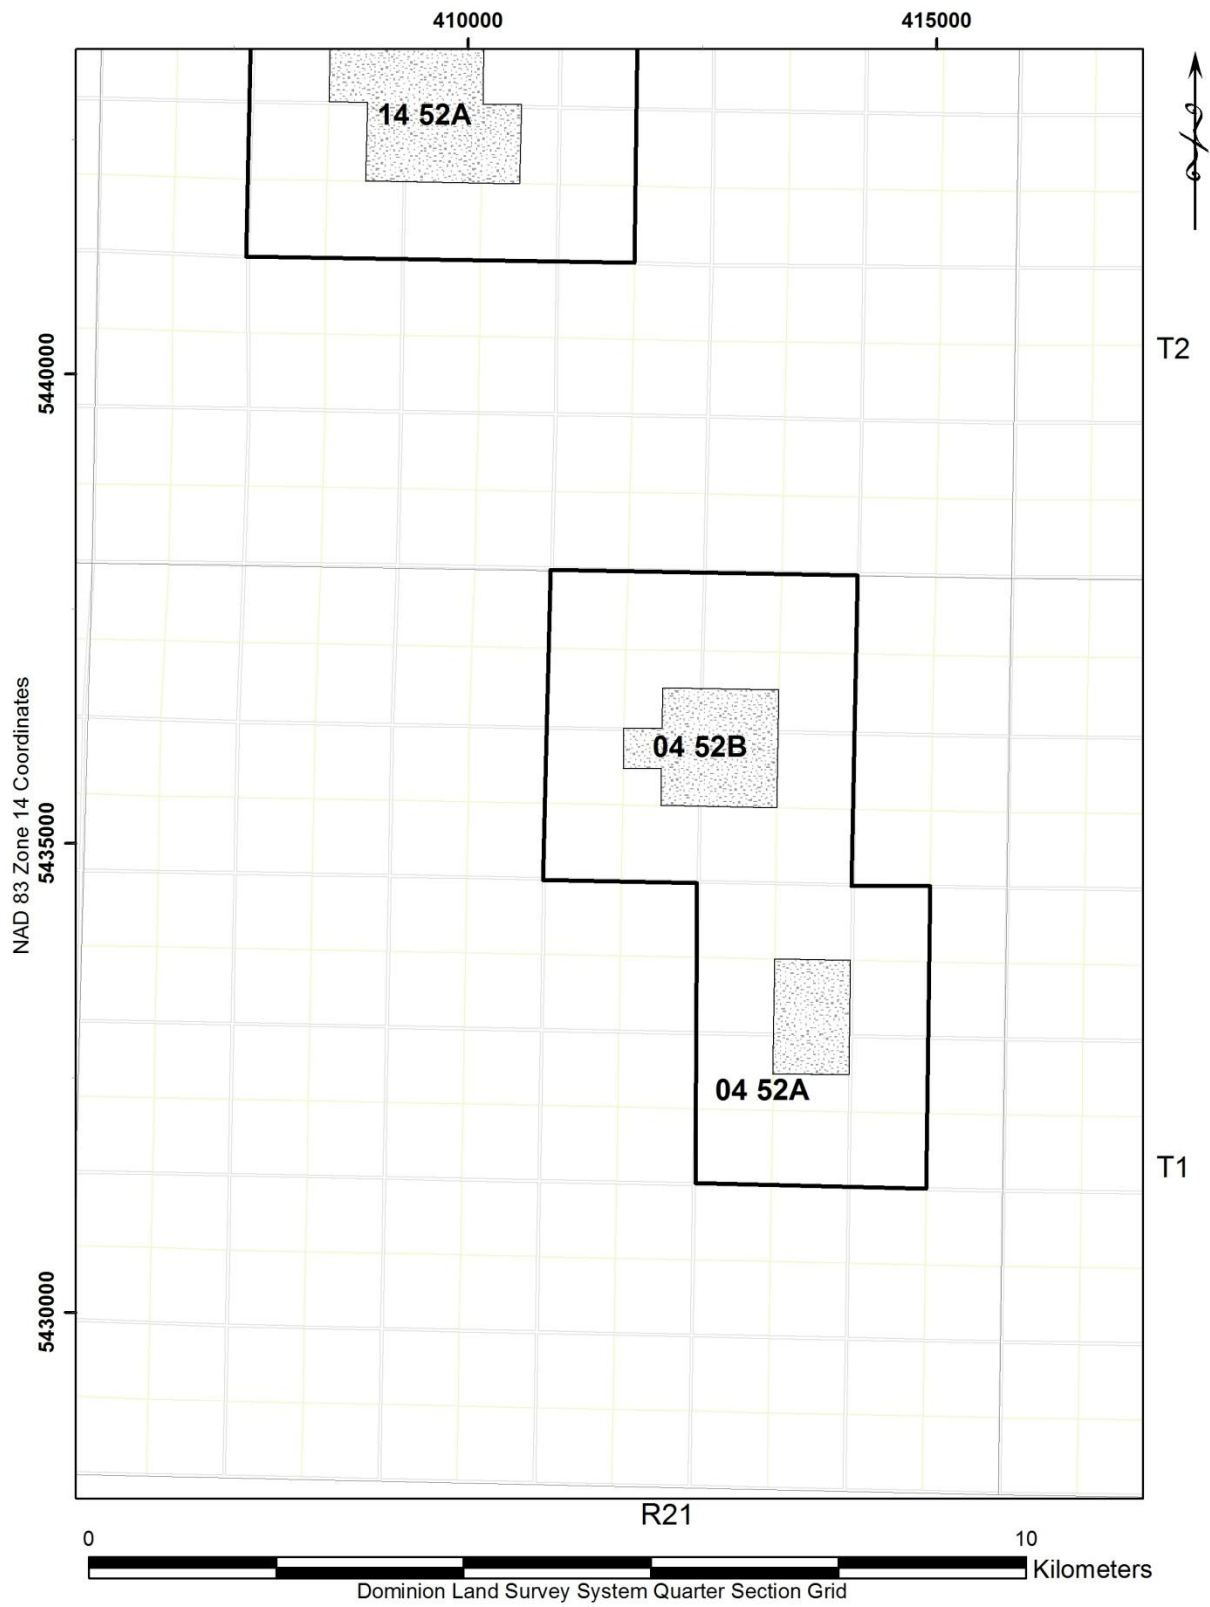 410000
415000
14 52A
T2
5440000
04 52B
NAD 83 Zone 14 Coordinates
5435000
04 52A
T1
5430000
R21
0
10
Kilometers
Dominion Land Survey System Quarter Section Grid